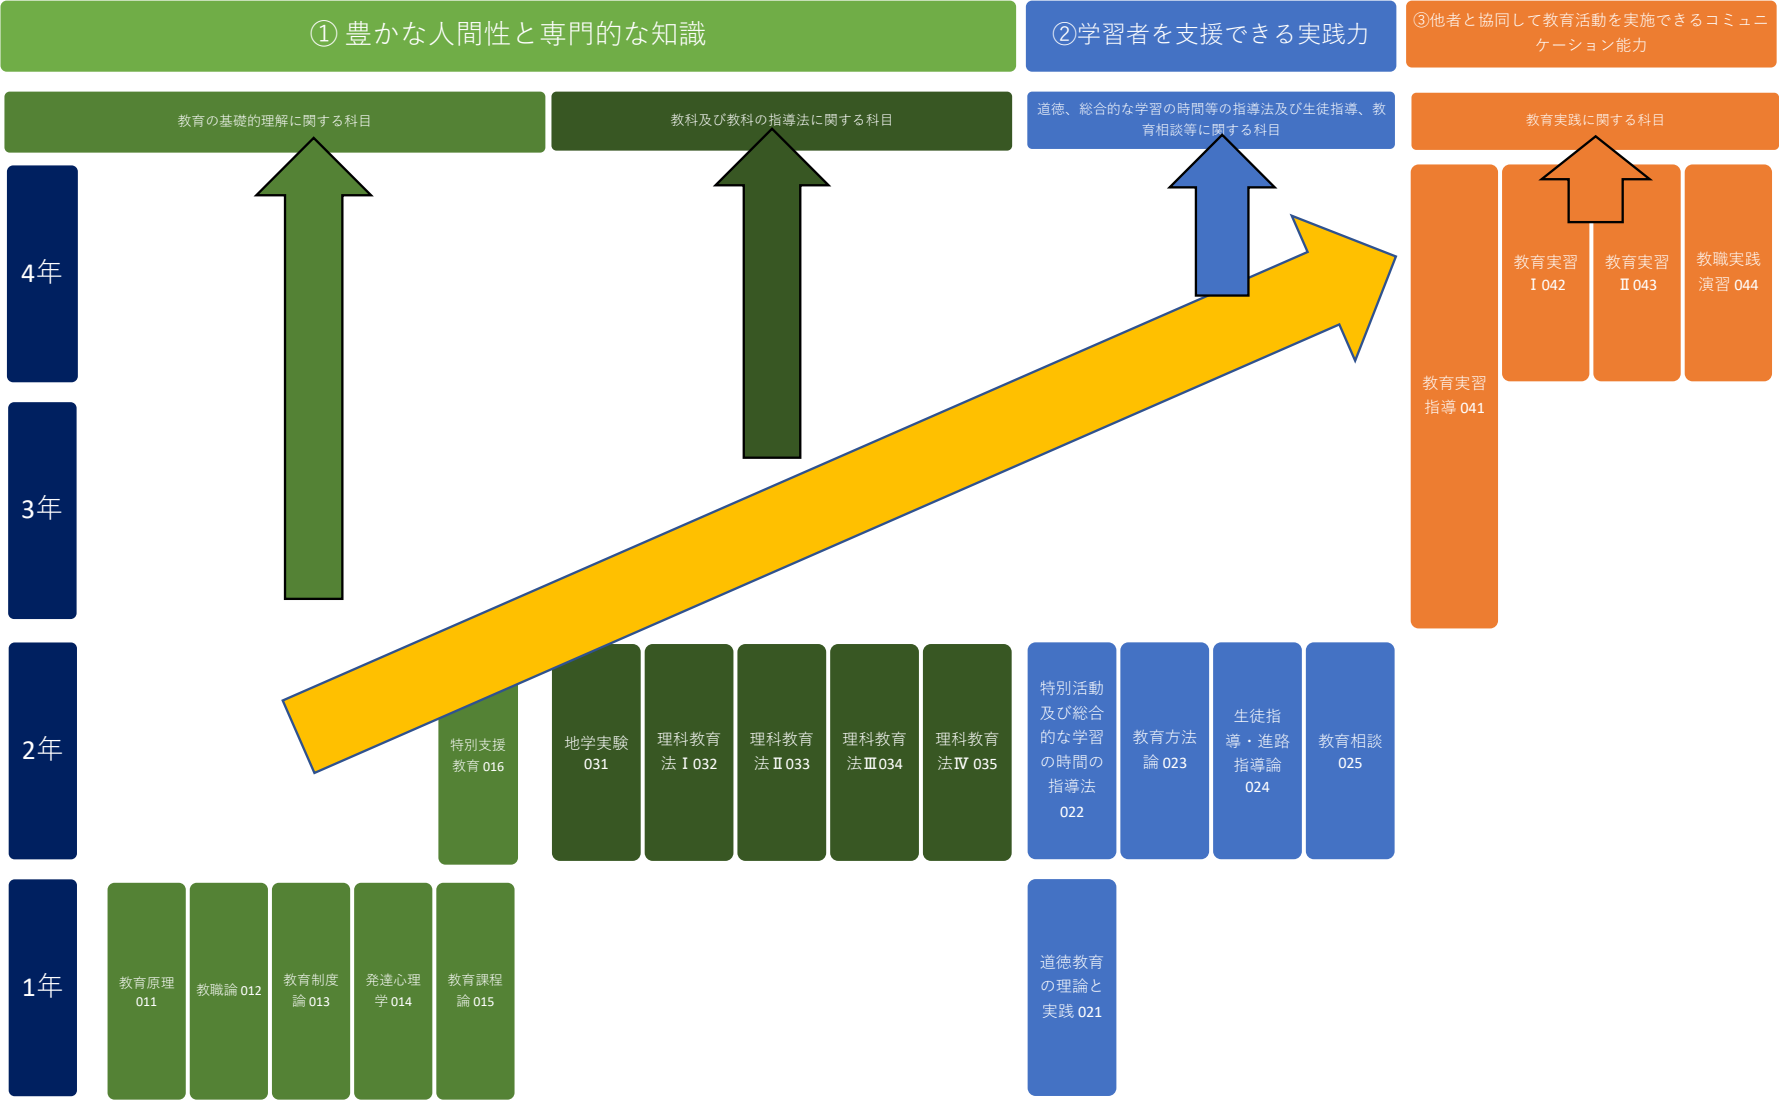 ① 豊かな人間性と専門的な知識
②学習者を支援できる実践力
③他者と協同して教育活動を実施できるコミュニ
ケーション能力
教育の基礎的理解に関する科目
教科及び教科の指導法に関する科目
道徳、総合的な学習の時間等の指導法及び生徒指導、教
育相談等に関する科目
教育実践に関する科目
4年
教育実習
指導 041
教育実習
Ⅰ 042
教育実習
Ⅱ 043
教職実践
演習 044
3年
2年
特別支援
教育 016
地学実験
031
理科教育
法Ⅰ 032
理科教育
法Ⅱ 033
理科教育
法Ⅲ 034
理科教育
法Ⅳ 035
特別活動
及び総合
的な学習
の時間の
指導法
022
教育方法
論 023
生徒指
導・進路
指導論
024
教育相談
025
1年
教育原理
011
教職論 012
教育制度
論 013
発達心理
学 014
教育課程
論 015
道徳教育
の理論と
実践 021